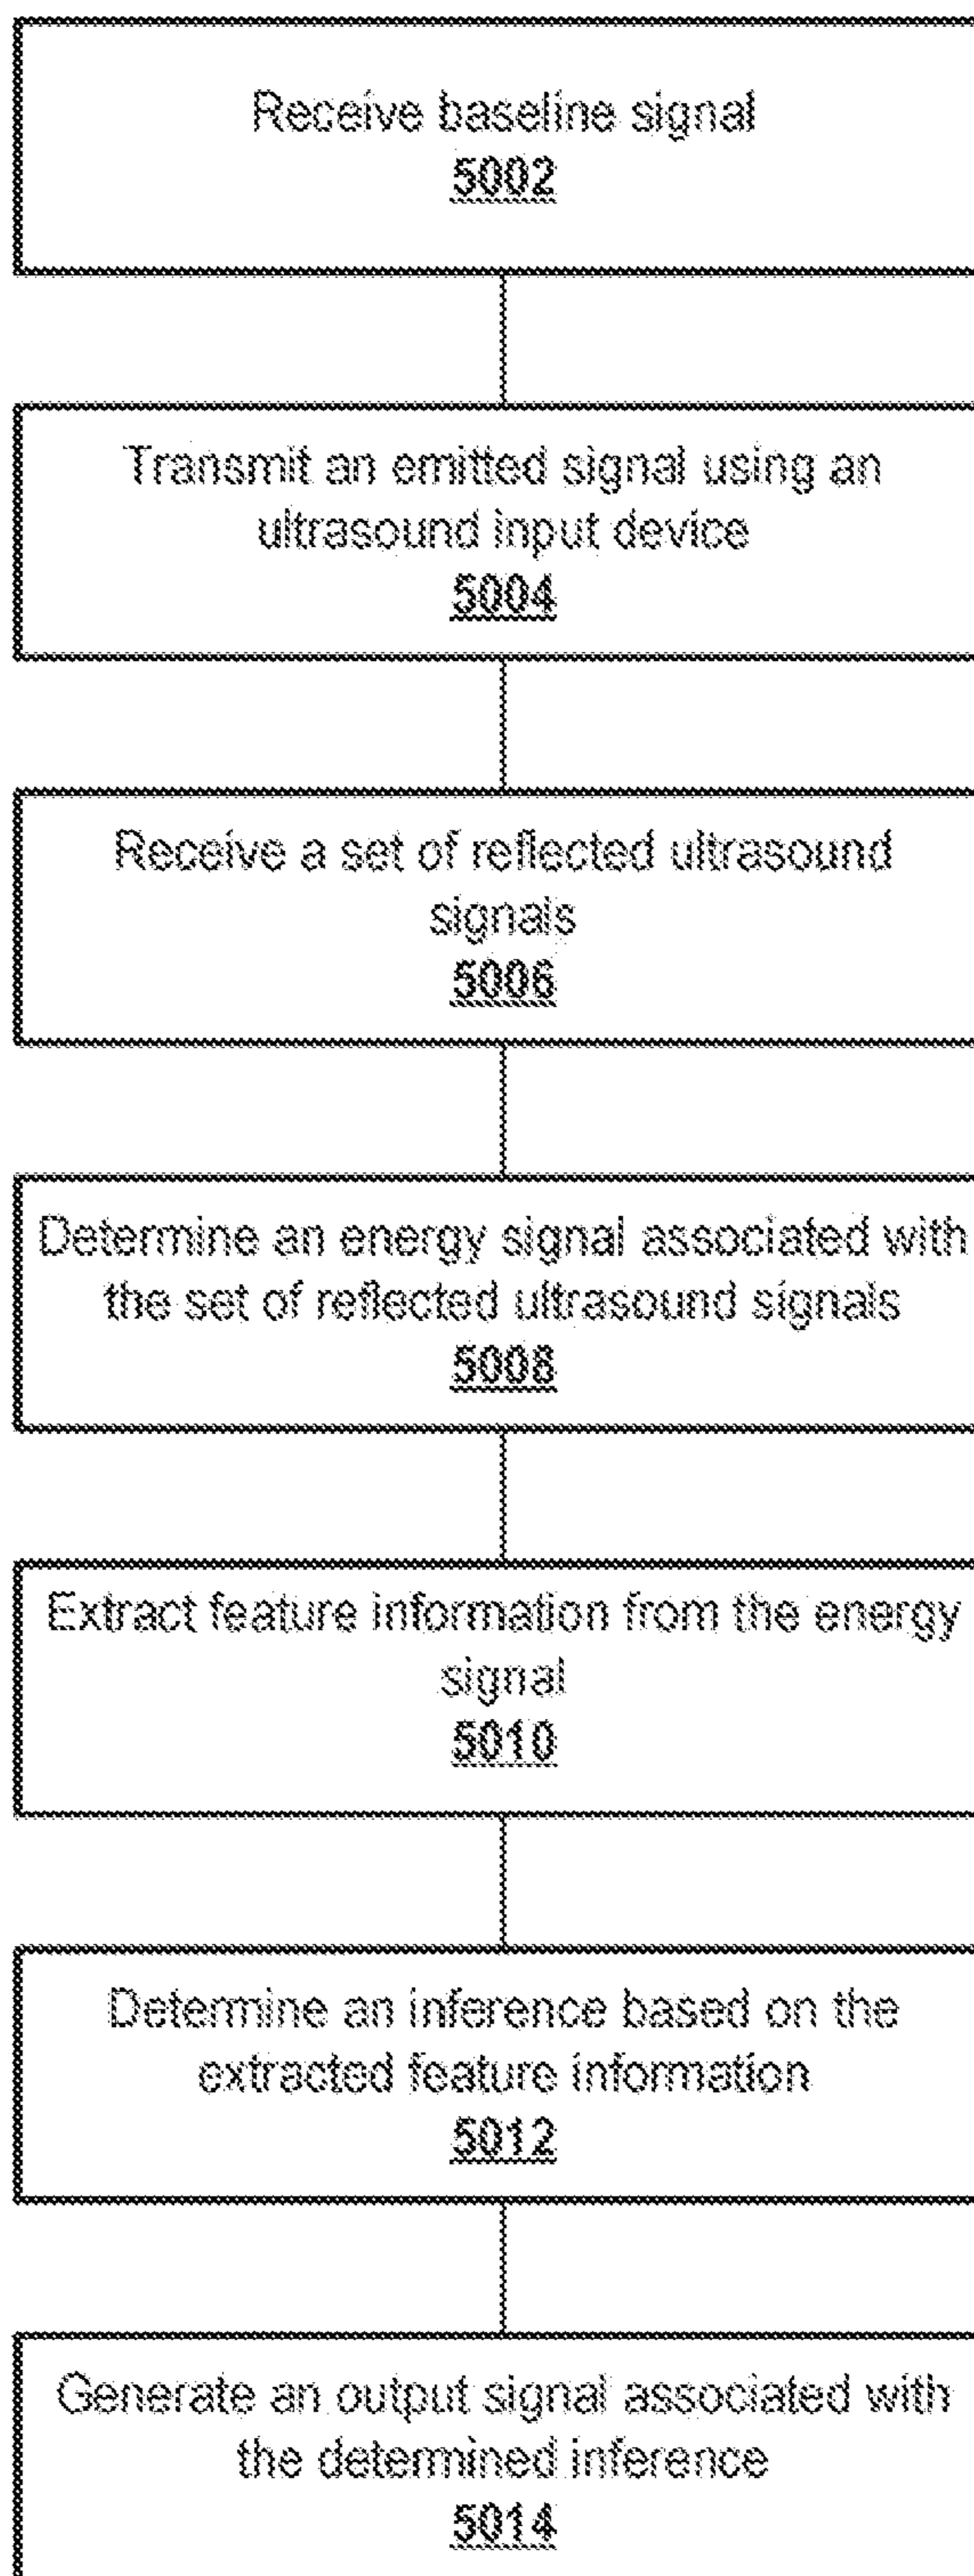 Receive baseline signal
5002
Transmit an emitted signal using an
ultrasound input device
5004
Receive a set of reflected ultrasound
signals
5006
Determine an energy signal associated with
the set of reflected ultrasound signals
5008
Extract feature information from the energy
signal
5010
Determine an inference based on the
extracted feature information
5012
Generate an output signal associated with
the determined inference
5014